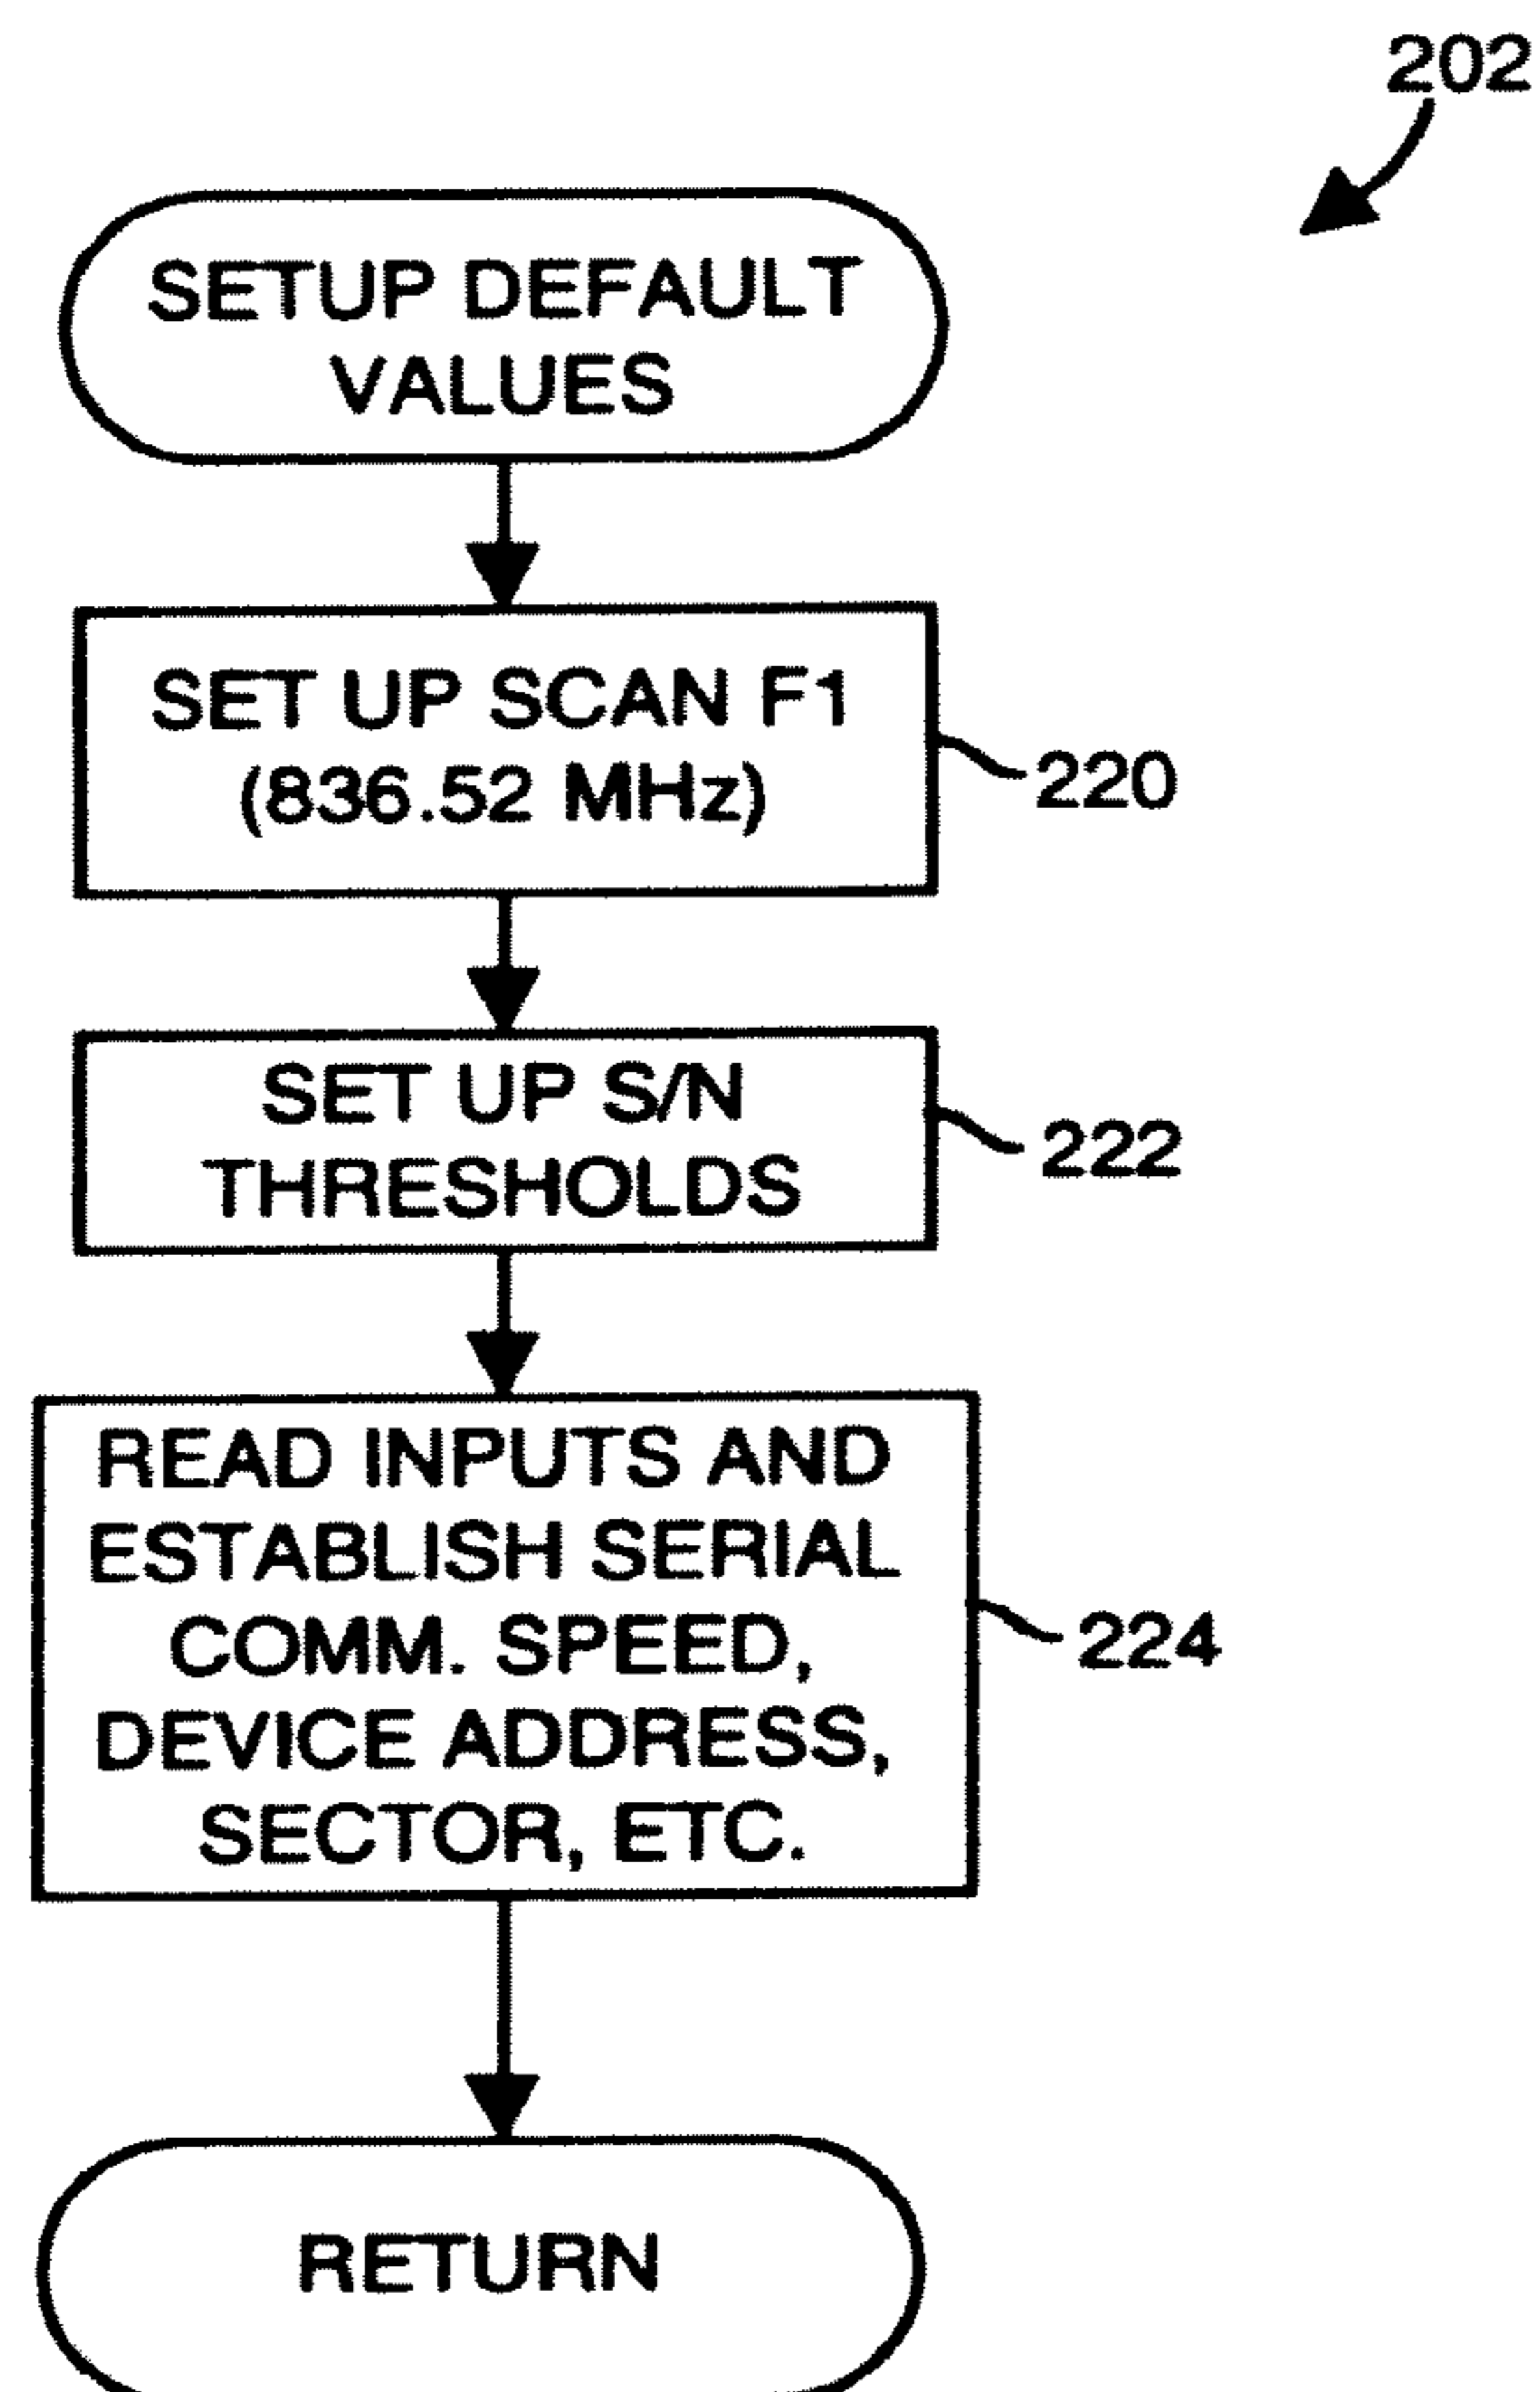 202
SETUP DEFAULT
VALUES
SET UP SCAN F1
(836.52 MHz)
220
SET UP S/N
THRESHOLDS
222
READ INPUTS AND
ESTABLISH SERIAL
COMM. SPEED,
DEVICE ADDRESS,
SECTOR, ETC.
224
RETURN